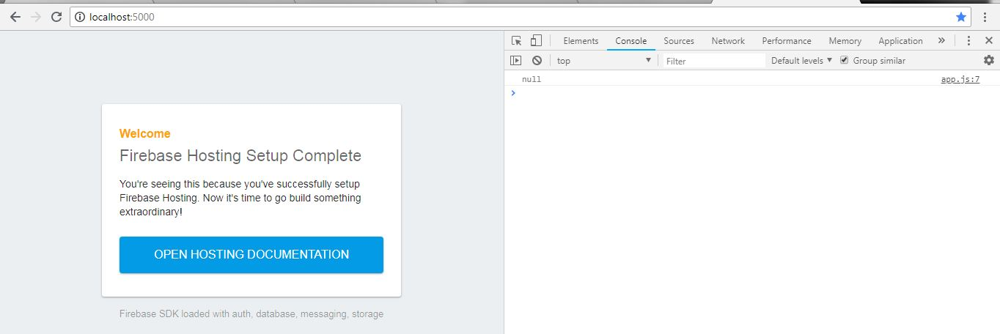 localhost:5000
Elements Console Sources Network Performance Memory Application »
top Filter Default levels Group similar
null app.js:7
Welcome
Firebase Hosting Setup Complete
You're seeing this because you've successfully setup
Firebase Hosting. Now it's time to go build something
extraordinary!
OPEN HOSTING DOCUMENTATION
Firebase SDK loaded with auth, database, messaging, storage